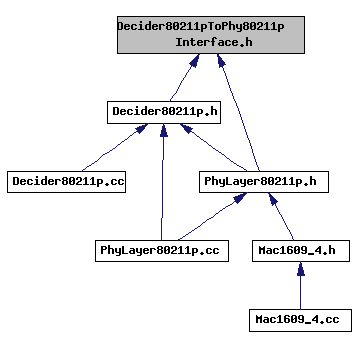 Decider80211pToPhy80211p
Interface.h
Decider80211p.h
Decider80211p.cc
PhyLayer80211p.h
PhyLayer80211p.cc
Mac1609_4.h
Mac1609_4.cc